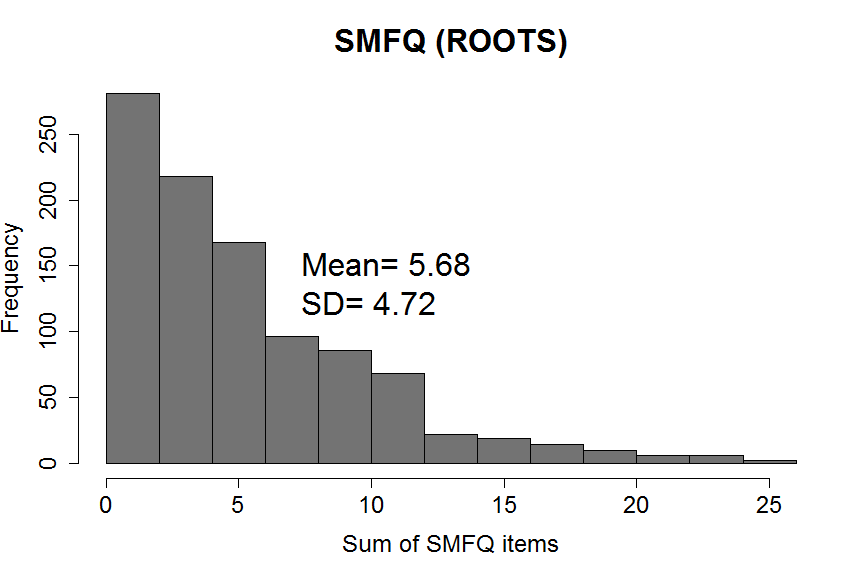 SMFQ (ROOTS)
Frequency
250
200
150
100
50
0
Mean= 5.68
SD= 4.72
0 5 10 15 20 25
Sum of SMFQ items